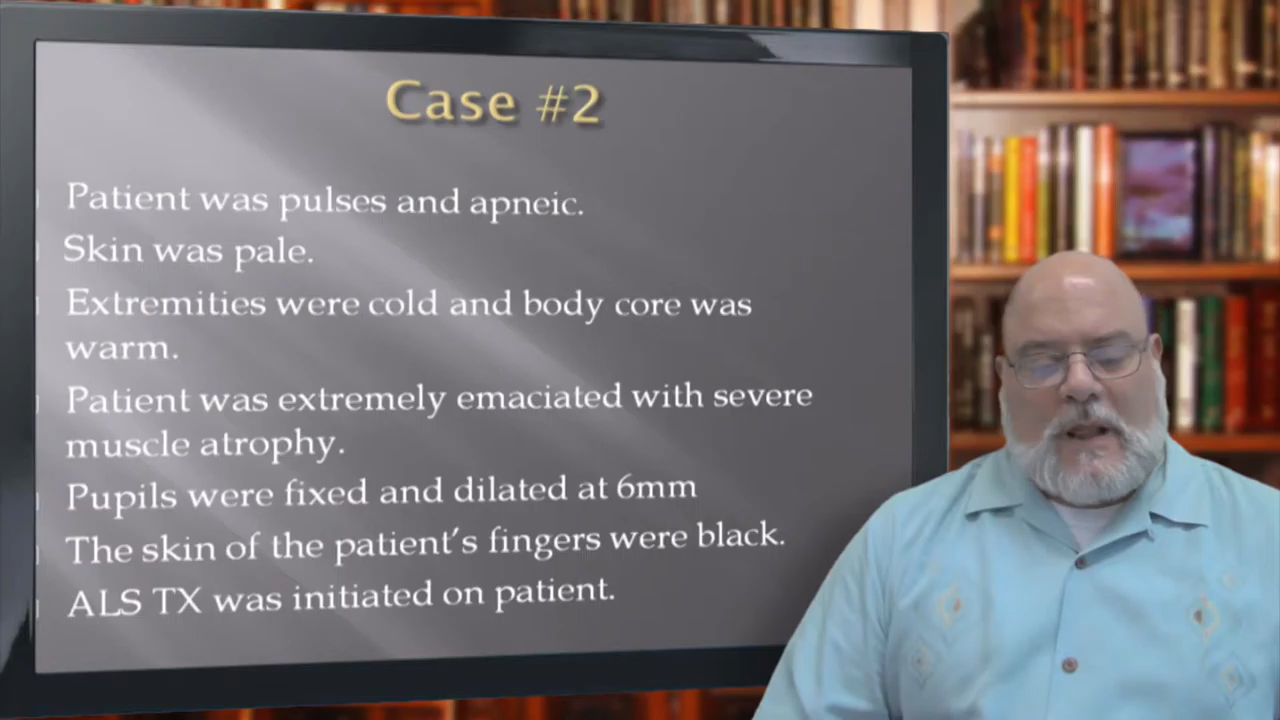 Case #2
Patient was pulses and apneic.
Skin was pale.
Extremities were cold and body core was
warm.
Patient was extremely emaciated with severe
muscle atrophy.
Pupils were fixed and dilated at 6mm
The skin of the patient's fingers were black.
ALS TX was initiated on patient.